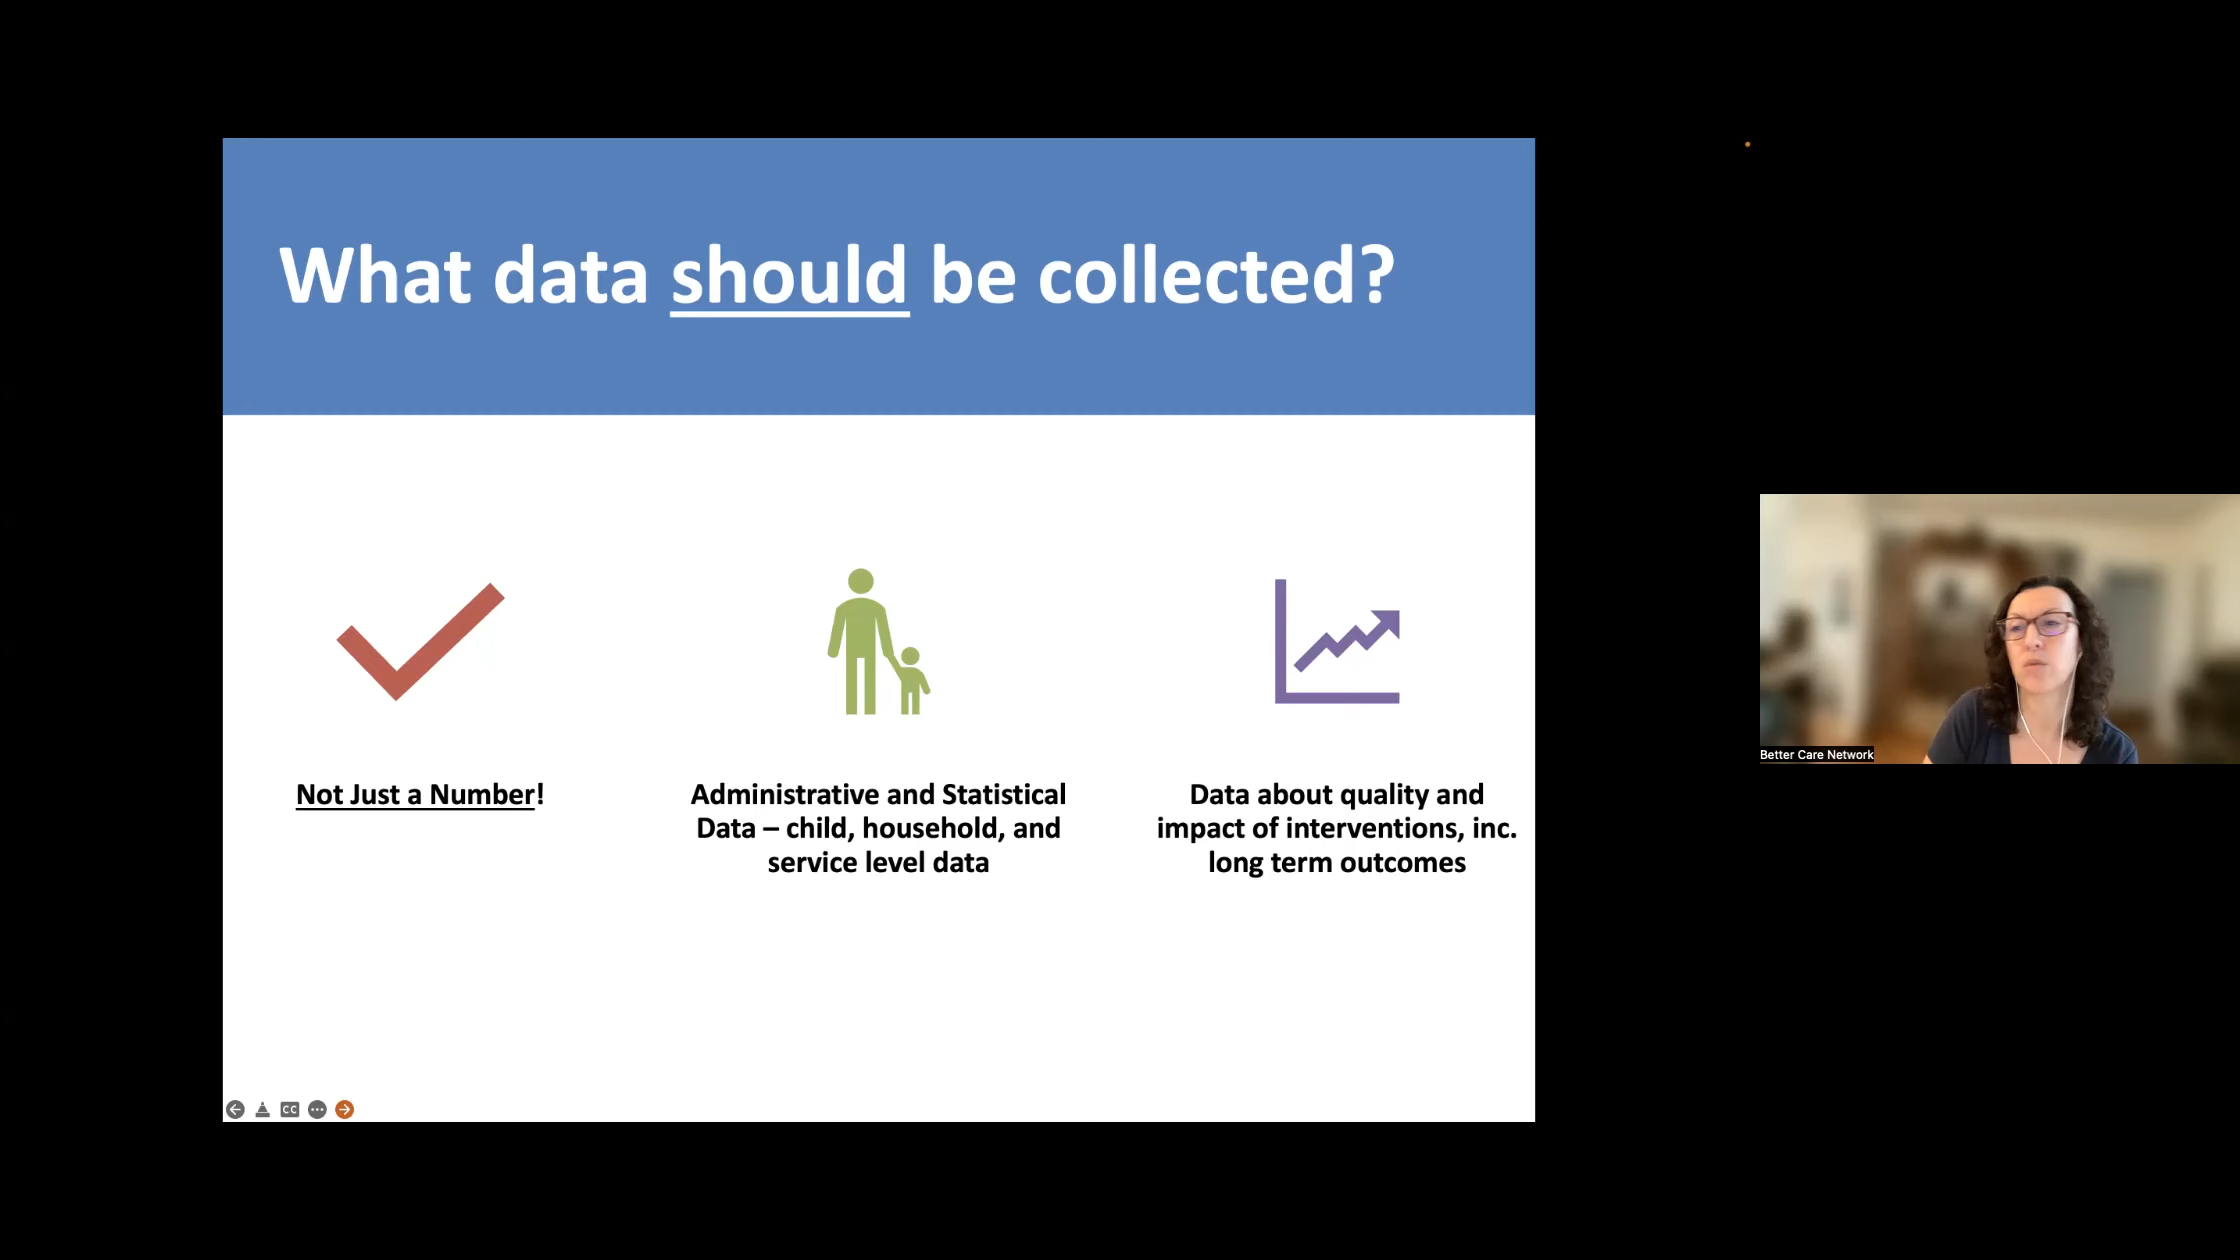 What data should be collected?
Not Just a Number!
Administrative and Statistical
Data – child, household, and
service level data
Data about quality and
impact of interventions, inc.
long term outcomes
CC
Better Care Network